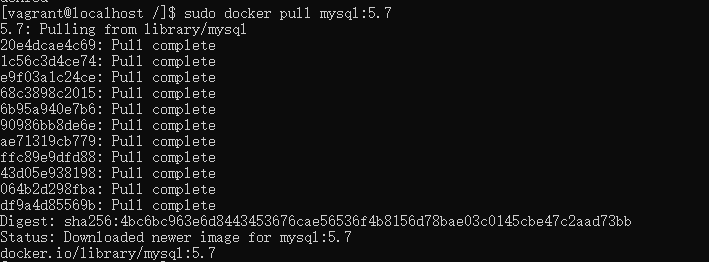 [vagrant@localhost /]$ sudo docker pull mysql:5.7
5.7: Pulling from library/mysql
20e4dcae4c69: Pull complete
1c56c3d4ce74: Pull complete
e9f03a1c24ce: Pull complete
68c3898c2015: Pull complete
6b95a940e7b6: Pull complete
90986bb8de6e: Pull complete
ae71319cb779: Pull complete
ffc89e9dfd88: Pull complete
43d05e938198: Pull complete
064b2d298fba: Pull complete
df9a4d85569b: Pull complete
Digest: sha256:4bc6bc963e6d8443453676cae56536f4b8156d78bae03c0145cbe47c2aad73bb
Status: Downloaded newer image for mysql:5.7
docker.io/library/mysql:5.7